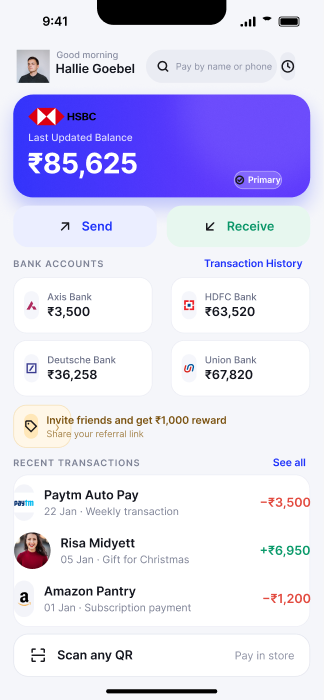 9:41
Good morning
Hallie Goebel
Pay by name or phone
HSBC
Last Updated Balance
₹85,625
Primary
Send
Receive
BANK ACCOUNTS
Transaction History
Axis Bank
₹3,500
HDFC Bank
₹63,520
Deutsche Bank
₹36,258
Union Bank
₹67,820
Invite friends and get ₹1,000 reward
Share your referral link
RECENT TRANSACTIONS
See all
paytm
Paytm Auto Pay
22 Jan · Weekly transaction
−₹3,500
Risa Midyett
05 Jan · Gift for Christmas
+₹6,950
a
Amazon Pantry
01 Jan · Subscription payment
−₹1,200
Scan any QR
Pay in store